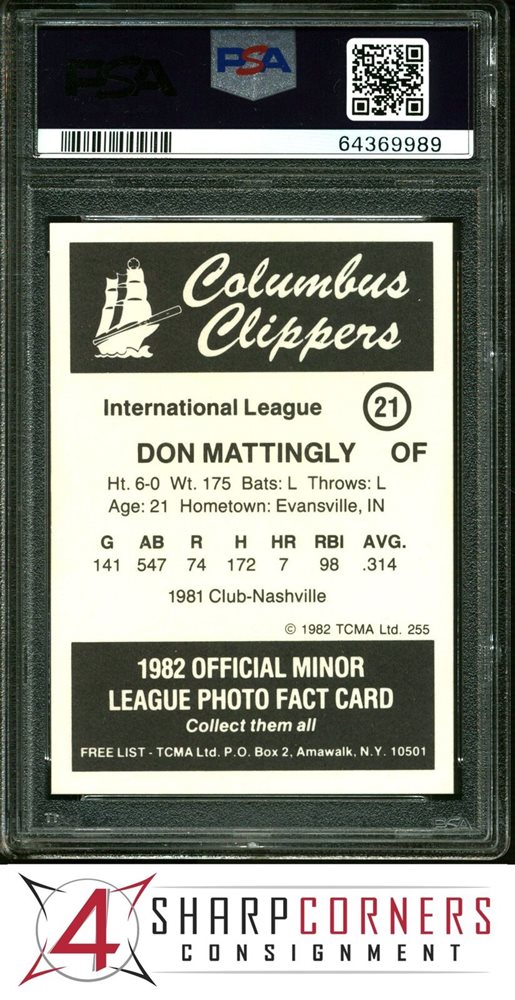 PSA PSA
64369989
Columbus
Clippers
International League 21
DON MATTINGLY OF
Ht. 6-0 Wt. 175 Bats: L Throws: L
Age: 21 Hometown: Evansville, IN
G AB R H HR RBI AVG.
141 547 74 172 7 98 .314
1981 Club-Nashville
© 1982 TCMA Ltd. 255
1982 OFFICIAL MINOR
LEAGUE PHOTO FACT CARD
Collect them all
FREE LIST - TCMA Ltd. P.O. Box 2, Amawalk, N.Y. 10501
PSA
4 SHARPCORNERS
CONSIGNMENT